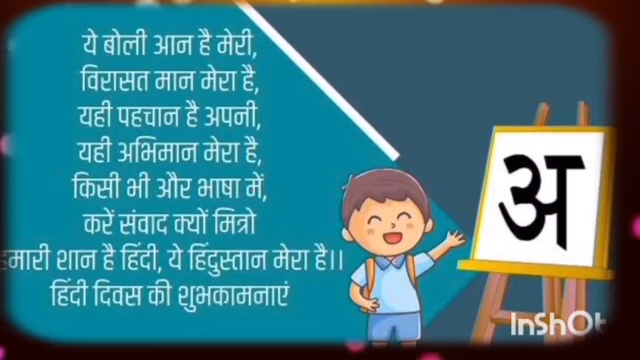 ये बोली आन है मेरी,
विरासत मान मेरा है,
यही पहचान है अपनी,
यही अभिमान मेरा है,
किसी भी और भाषा में,
करें संवाद क्यों मित्रो
हमारी शान है हिंदी, ये हिंदुस्तान मेरा है।।
हिंदी दिवस की शुभकामनाएं
अ
InShOt